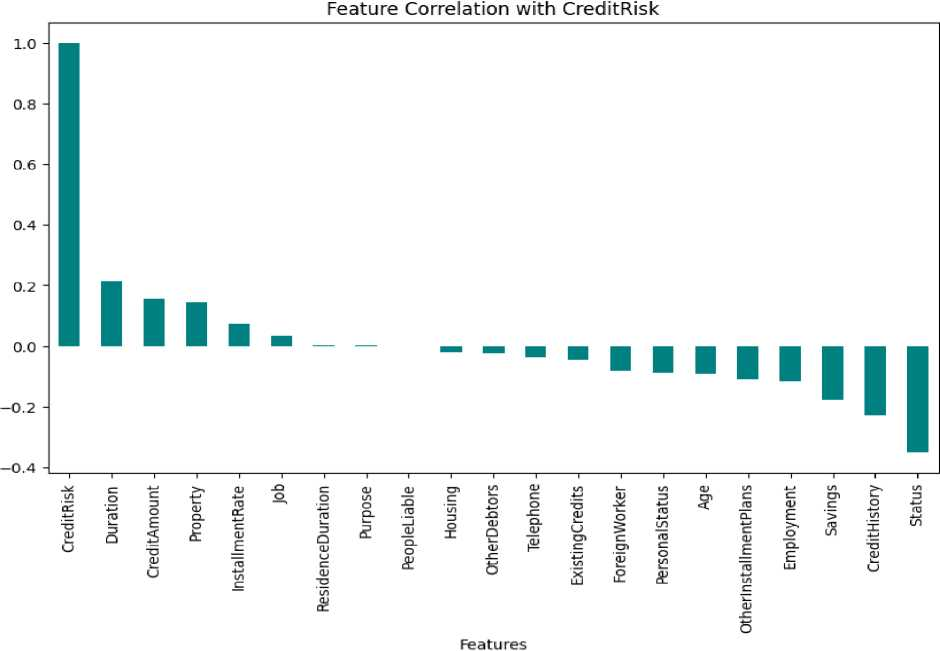 Feature Correlation with CreditRisk
1.0
0.8
0.6
0.4
0.2
0.0
−0.2
−0.4
CreditRisk
Duration
CreditAmount
Property
InstallmentRate
Job
ResidenceDuration
Purpose
PeopleLiable
Housing
OtherDebtors
Telephone
ExistingCredits
ForeignWorker
PersonalStatus
Age
OtherInstallmentPlans
Employment
Savings
CreditHistory
Status
Features